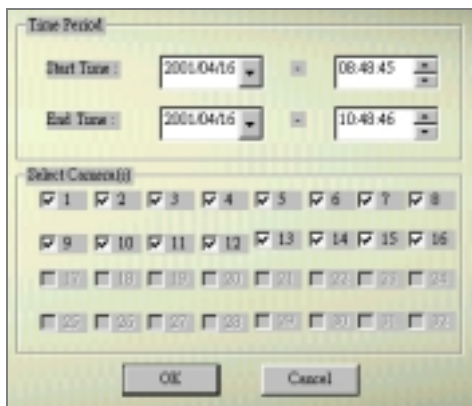 Time Period
Start Time : 2001/04/16 - 08:48:45
End Time : 2001/04/16 - 10:48:46
Select Camera(s)
1 2 3 4 5 6 7 8
9 10 11 12 13 14 15 16
17 18 19 20 21 22 23 24
25 26 27 28 29 30 31 32
OK Cancel